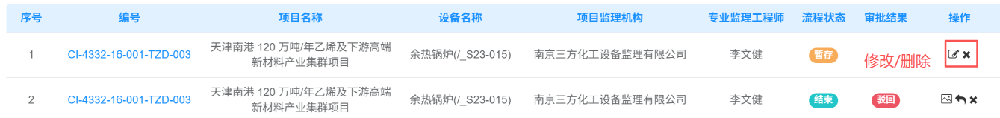 序号 编号 项目名称 设备名称 项目监理机构 专业监理工程师 流程状态 审批结果 操作
1 CI-4332-16-001-TZD-003 天津南港 120 万吨/年乙烯及下游高端
新材料产业集群项目 余热锅炉(/_S23-015) 南京三方化工设备监理有限公司 李文健 暂存 修改/删除
2 CI-4332-16-001-TZD-003 天津南港 120 万吨/年乙烯及下游高端
新材料产业集群项目 余热锅炉(/_S23-015) 南京三方化工设备监理有限公司 李文健 结束 驳回